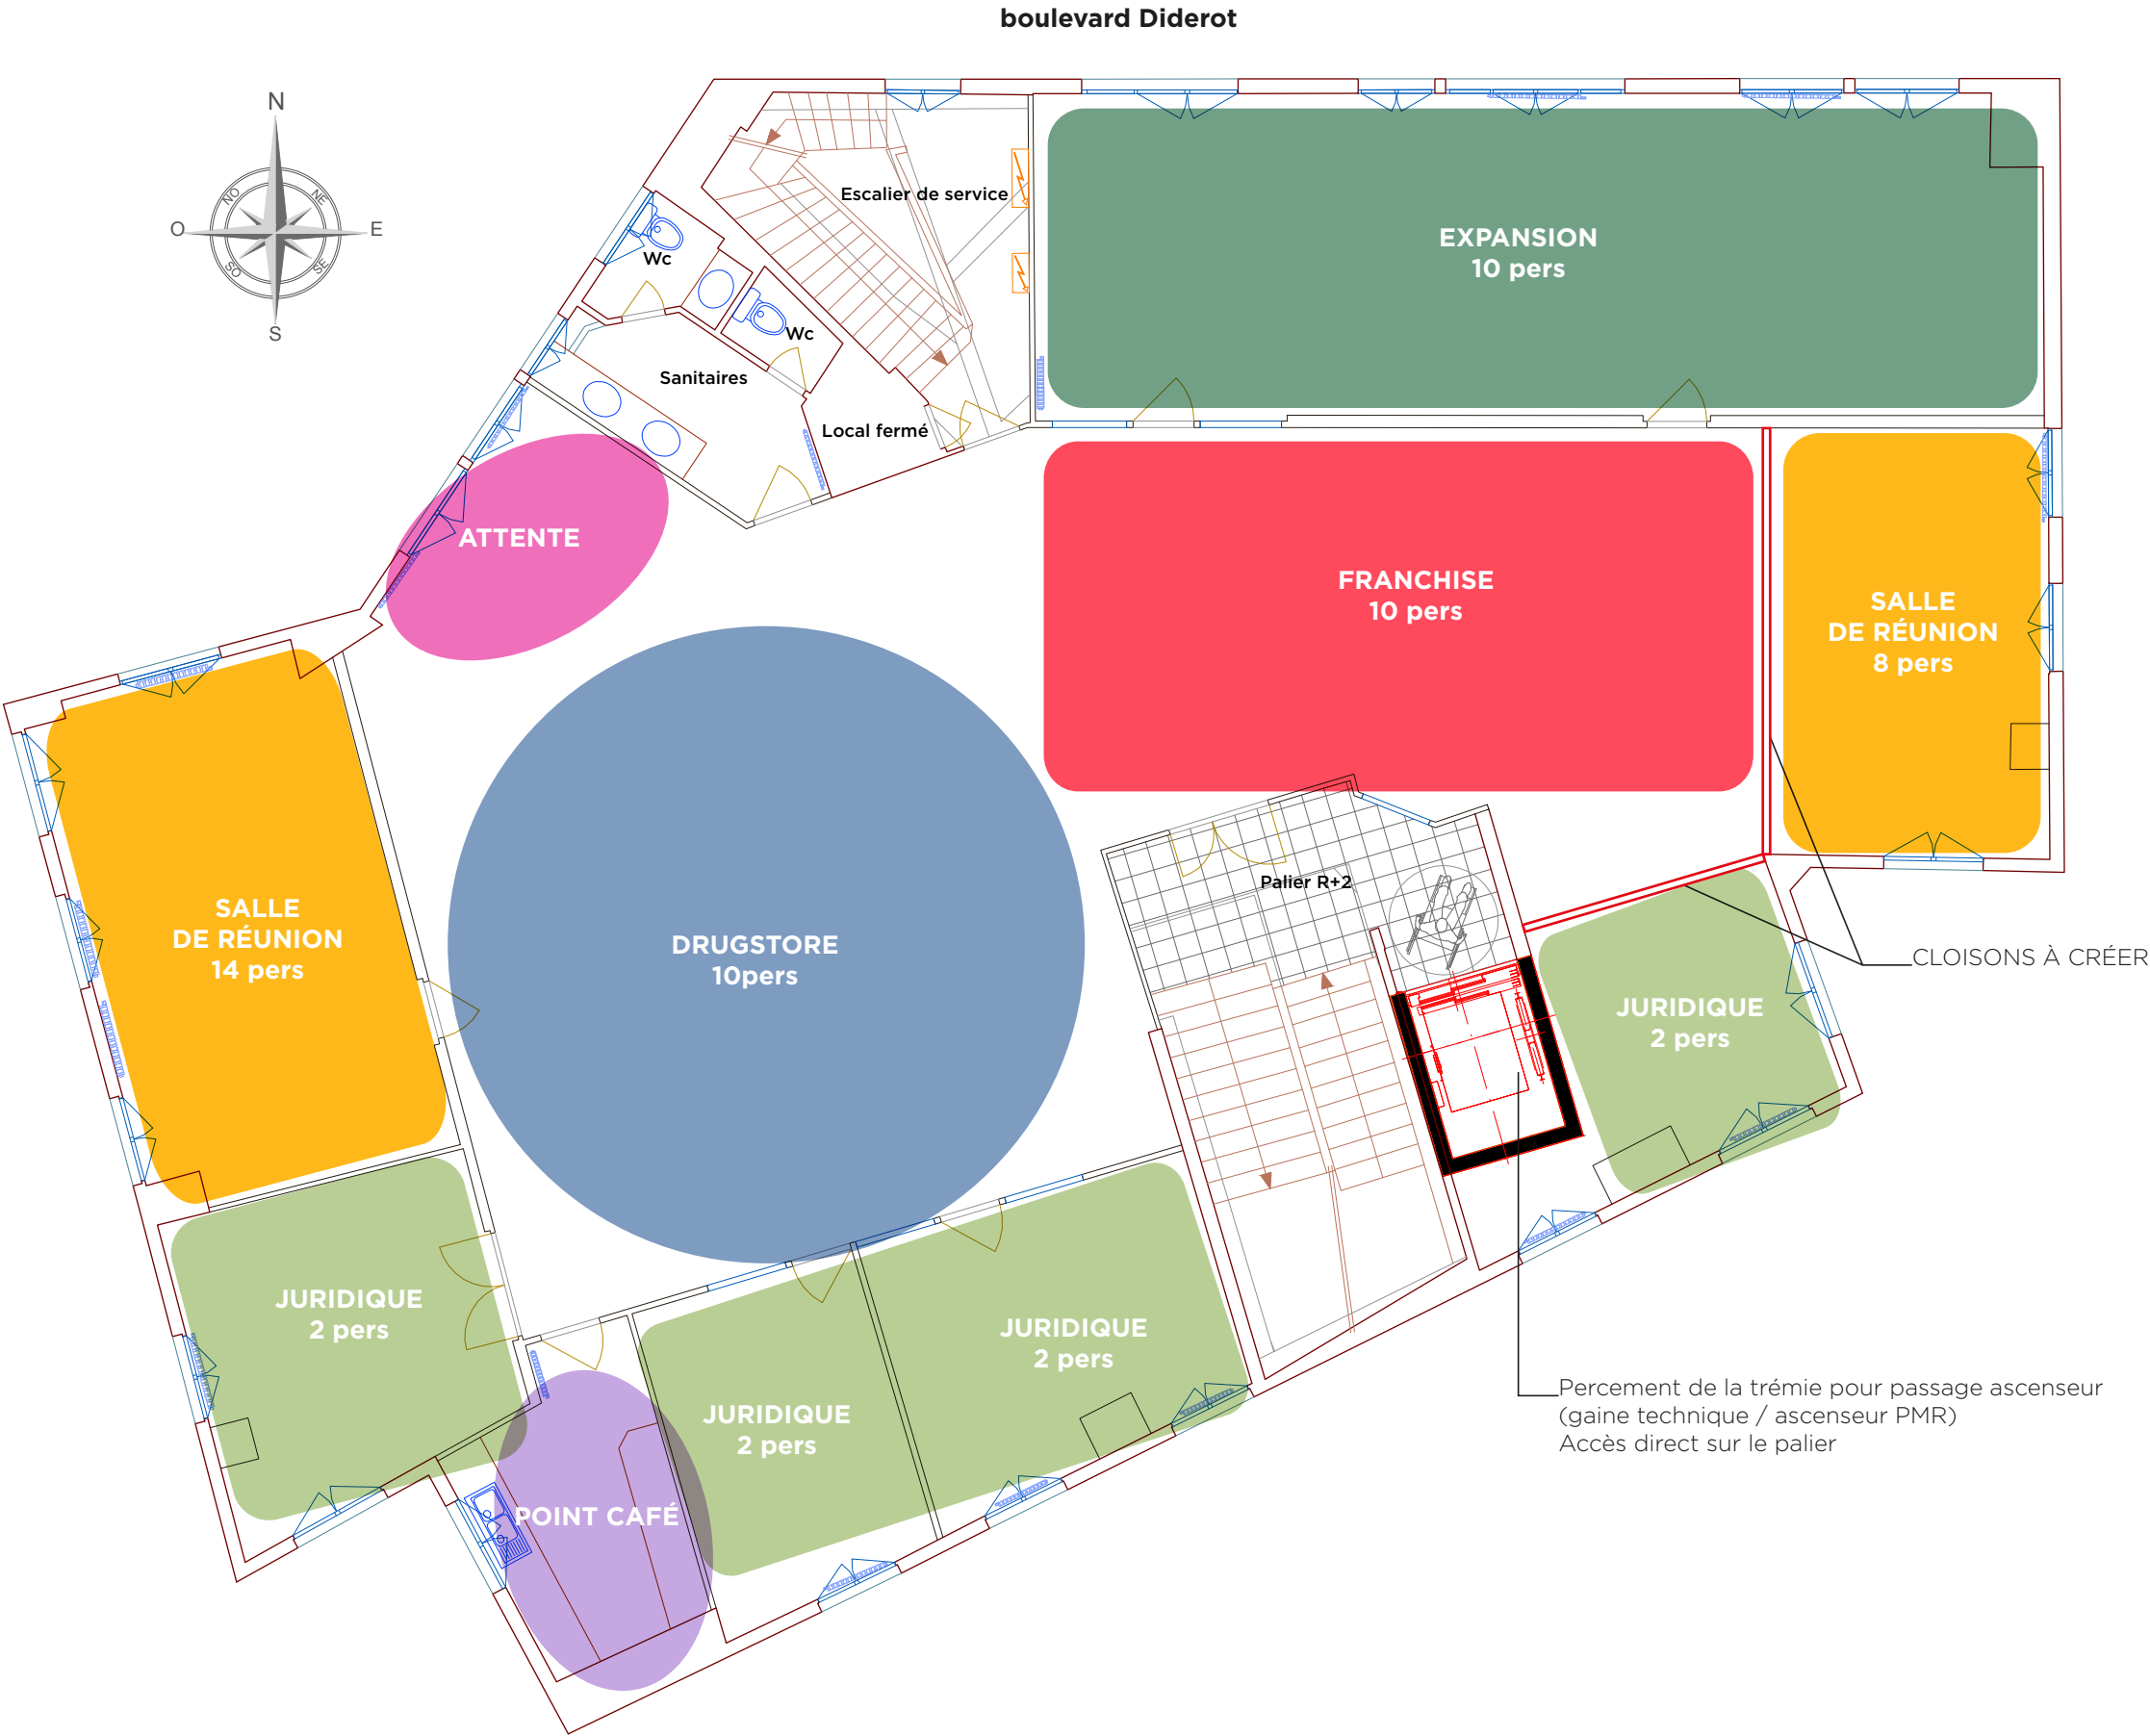 boulevard Diderot
N
NO
NE
O
E
SO
SE
S
Escalier de service
Wc
Wc
Sanitaires
Local fermé
EXPANSION
10 pers
ATTENTE
FRANCHISE
10 pers
SALLE
DE RÉUNION
8 pers
SALLE
DE RÉUNION
14 pers
DRUGSTORE
10pers
Palier R+2
CLOISONS À CRÉER
JURIDIQUE
2 pers
JURIDIQUE
2 pers
JURIDIQUE
2 pers
JURIDIQUE
2 pers
POINT CAFÉ
Percement de la trémie pour passage ascenseur
(gaine technique / ascenseur PMR)
Accès direct sur le palier